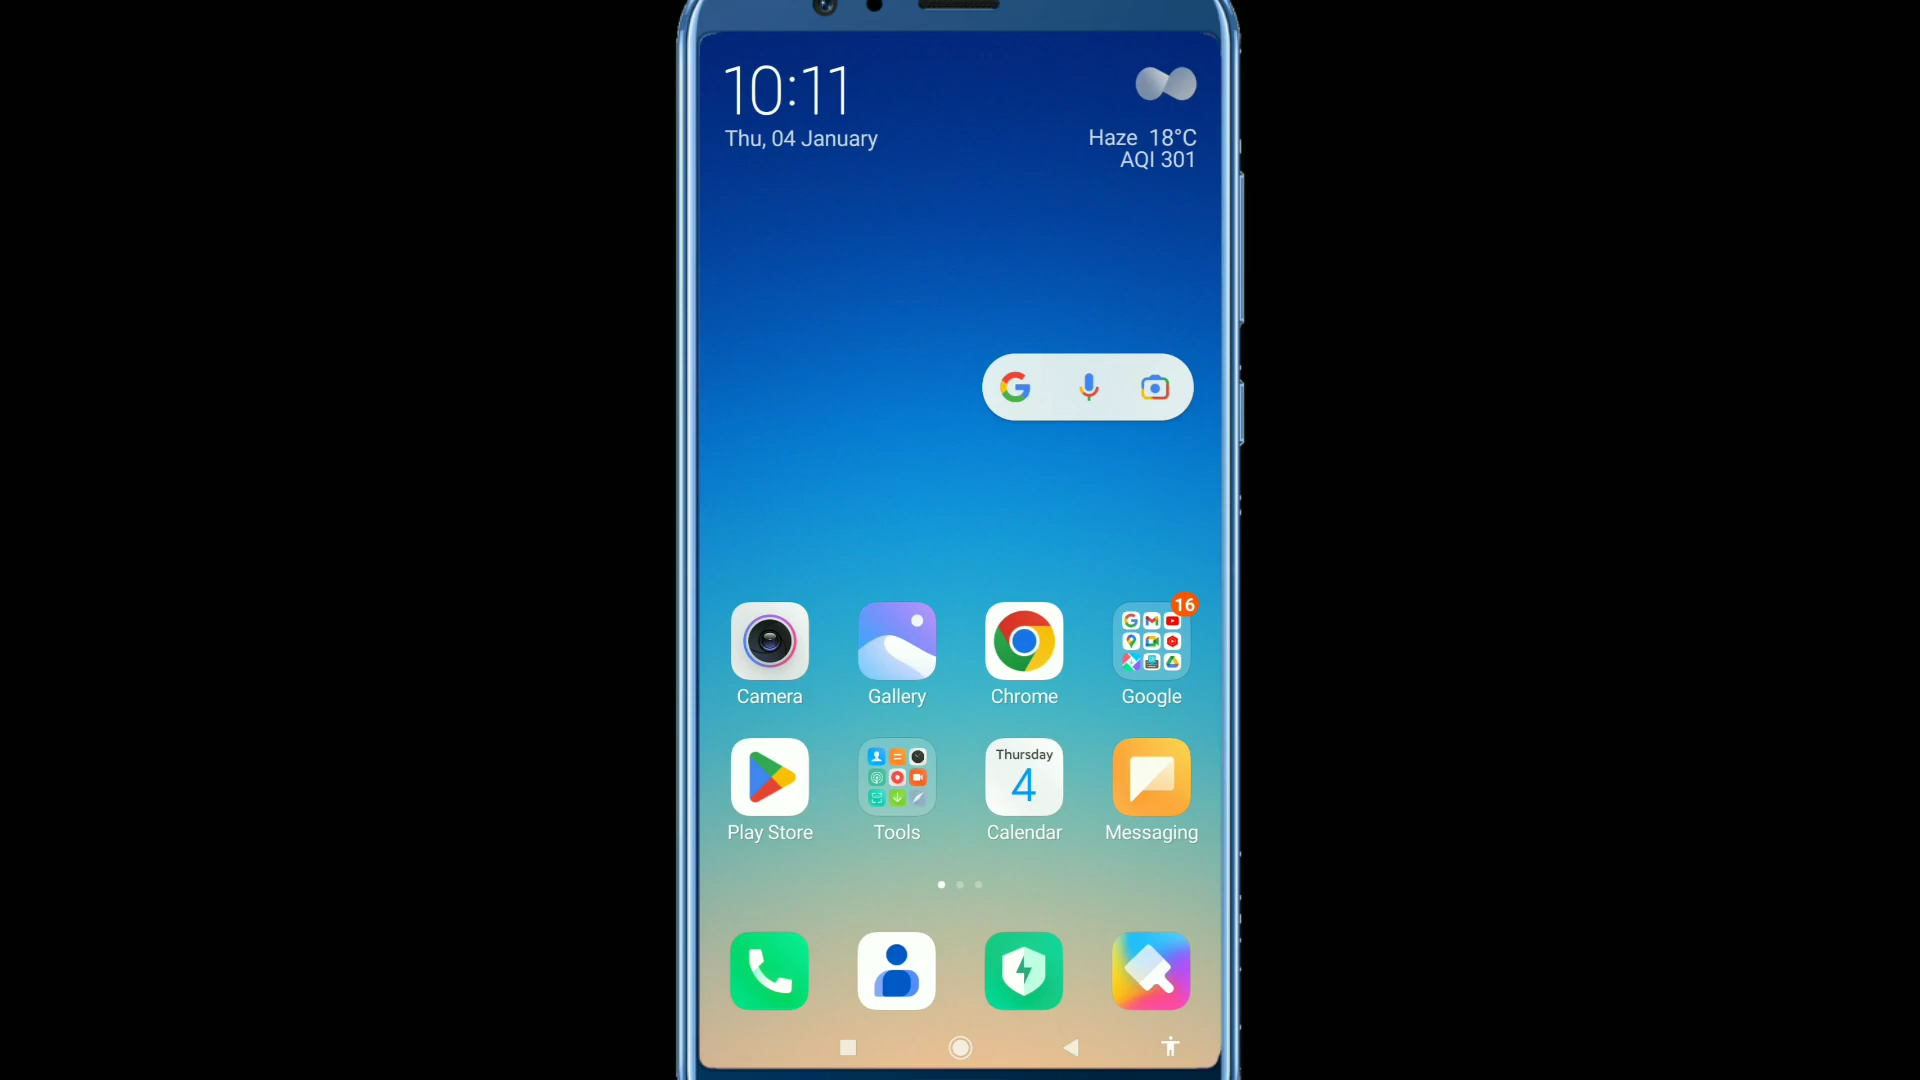 10:11
Thu, 04 January
Haze 18°C
AQI 301
16
Camera
Gallery
Chrome
Google
Thursday
4
Play Store
Tools
Calendar
Messaging